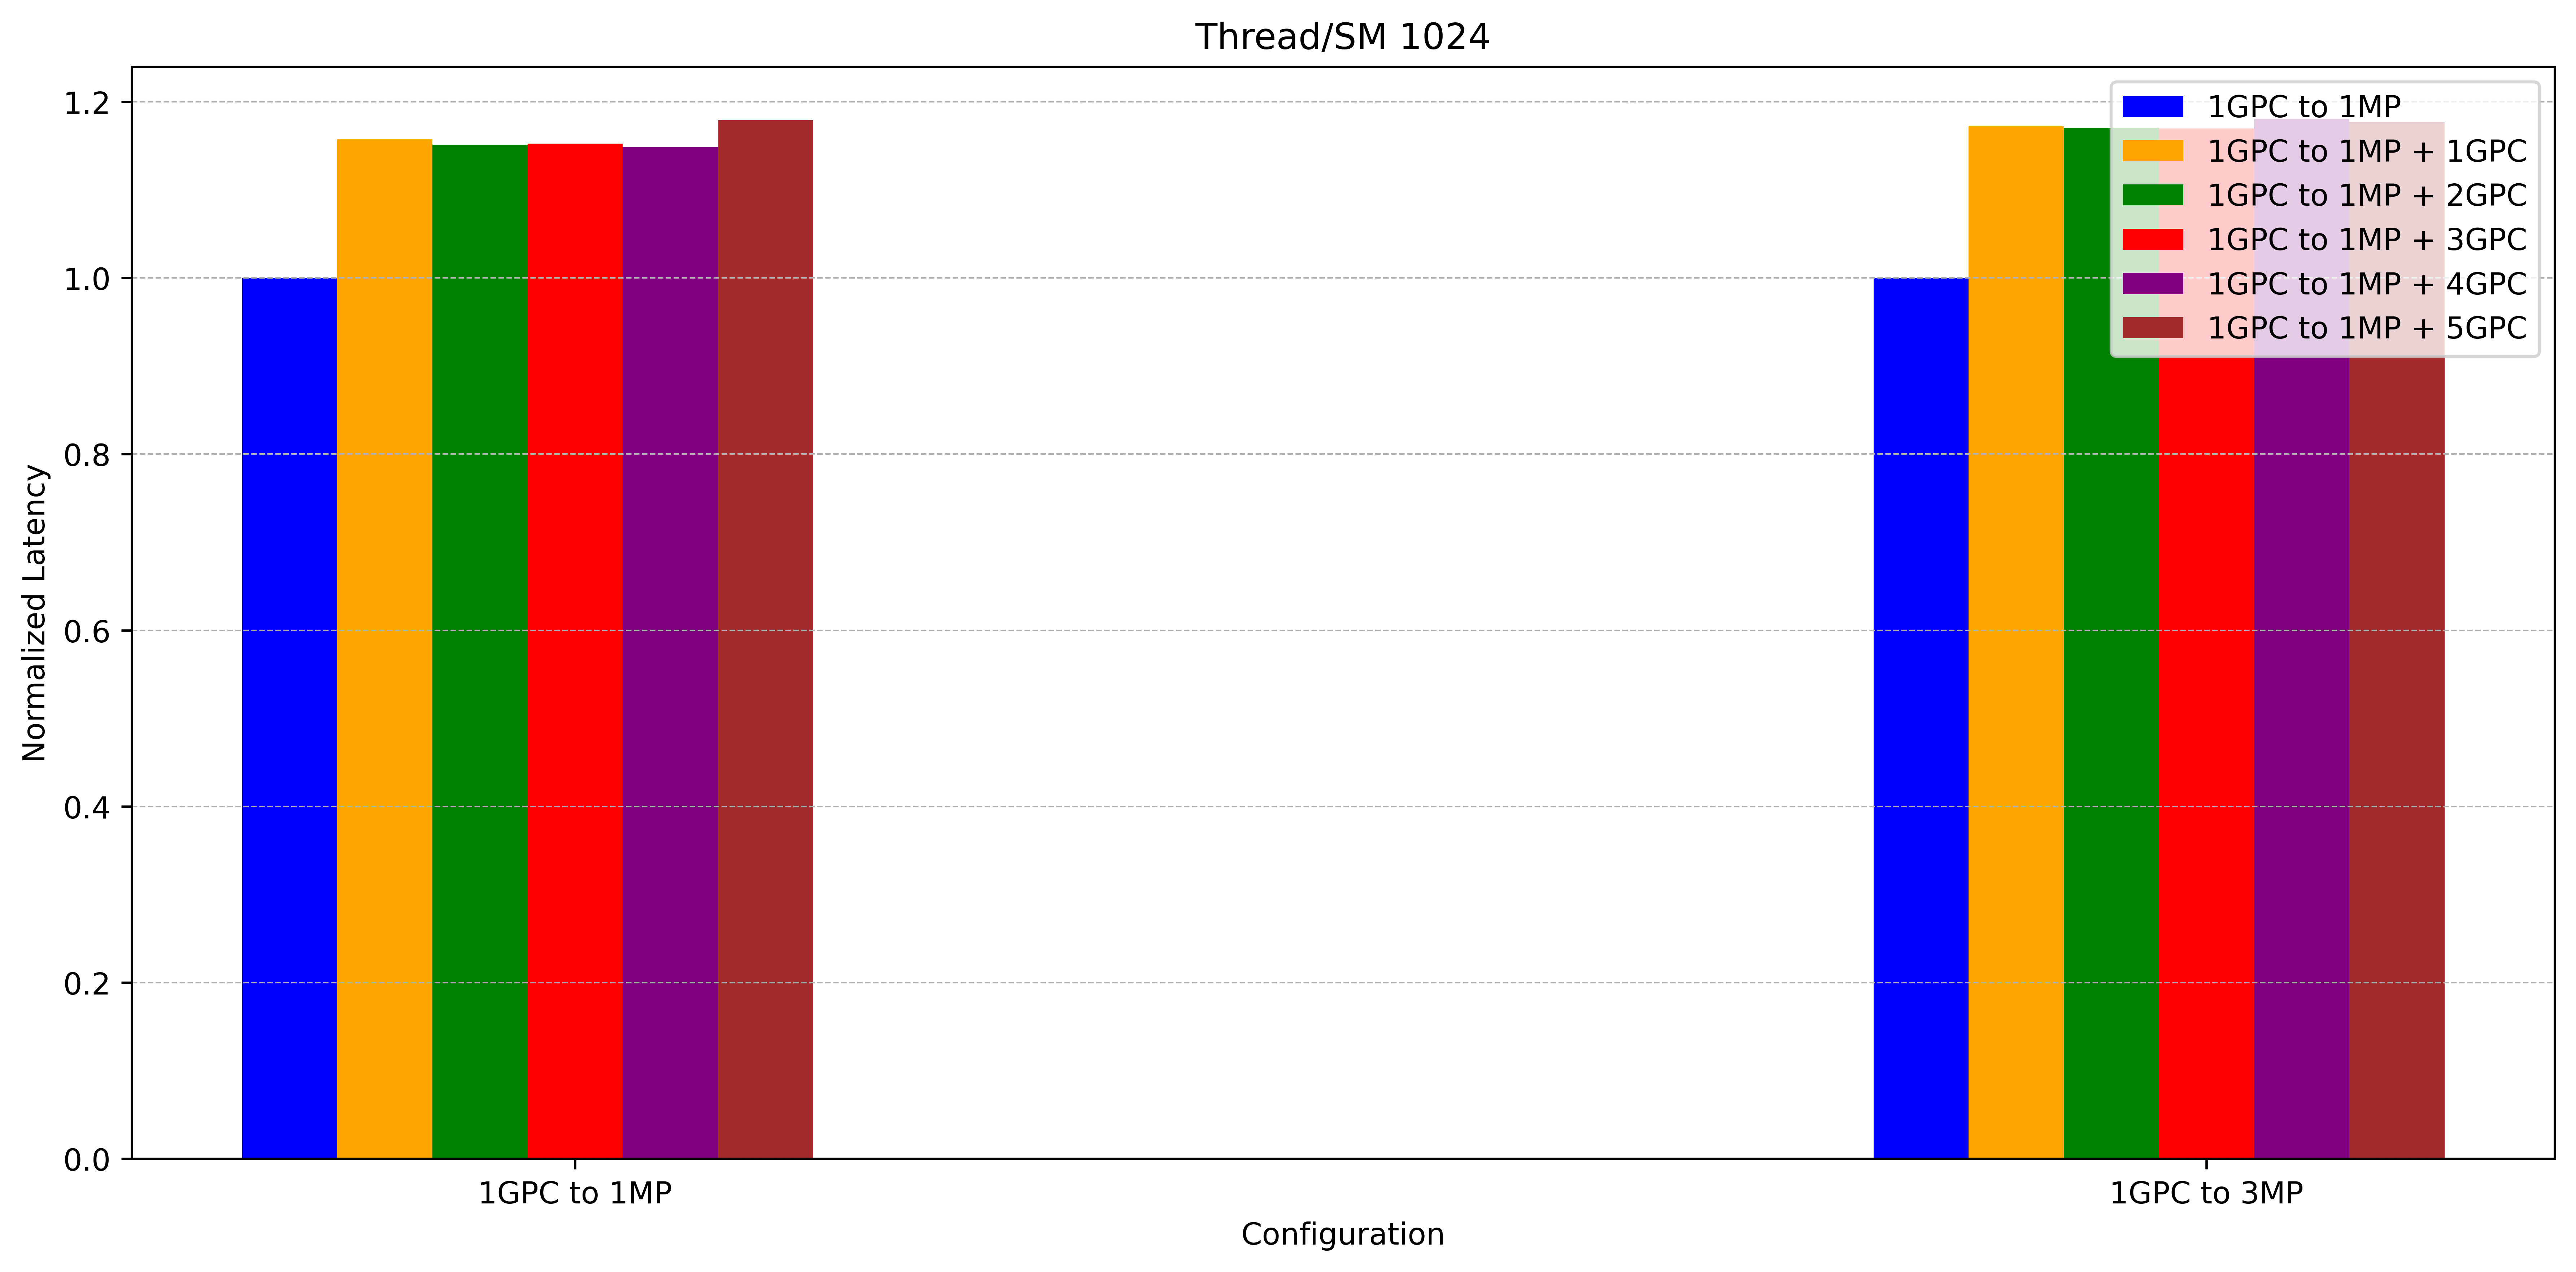 Thread/SM 1024
Normalized Latency
1.2
1.0
0.8
0.6
0.4
0.2
0.0
1GPC to 1MP
1GPC to 1MP + 1GPC
1GPC to 1MP + 2GPC
1GPC to 1MP + 3GPC
1GPC to 1MP + 4GPC
1GPC to 1MP + 5GPC
1GPC to 1MP
1GPC to 3MP
Configuration